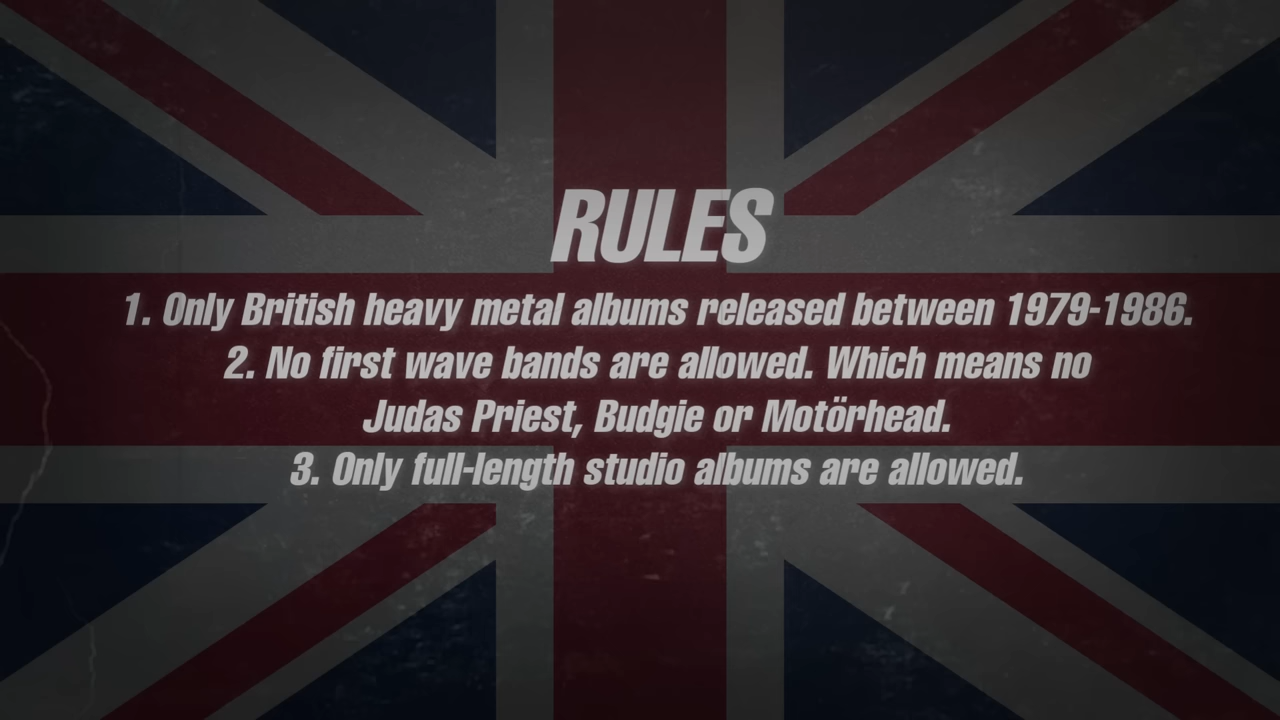 RULES
1. Only British heavy metal albums released between 1979-1986.
2. No first wave bands are allowed. Which means no
Judas Priest, Budgie or Motörhead.
3. Only full-length studio albums are allowed.